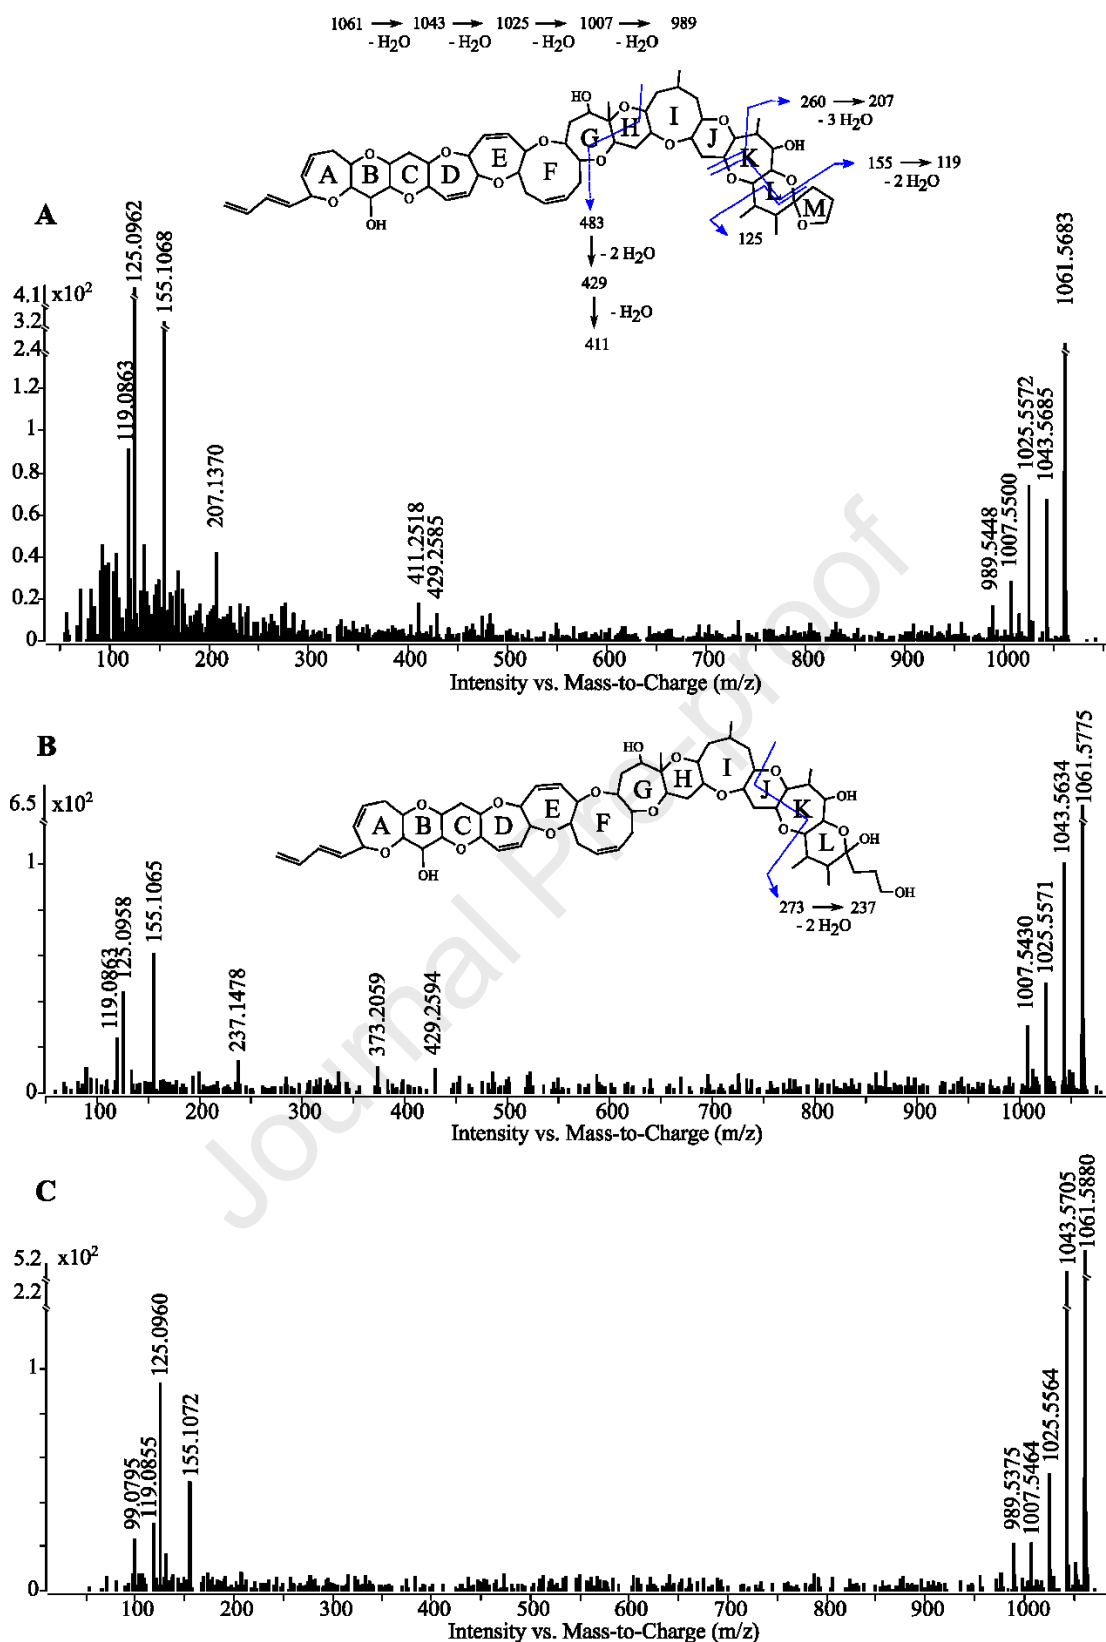 1061 → 1043 → 1025 → 1007 → 989
- H2O - H2O - H2O - H2O
HO
O O O O O O O O O O O O O O
A B C D E F G H I J K L M
OH
OH
260 → 207
- 3 H2O
155 → 119
- 2 H2O
125
483
- 2 H2O
429
- H2O
411
A
x10²
4.1
3.2
2.4
1.2
1
0.8
0.6
0.4
0.2
0
119.0863
125.0962
155.1068
207.1370
411.2518
429.2585
989.5448
1007.5500
1025.5572
1043.5685
1061.5683
100 200 300 400 500 600 700 800 900 1000
Intensity vs. Mass-to-Charge (m/z)
Journal Pre-proof
B
HO
O O O O O O O O O O O O O
A B C D E F G H I J K L
OH
OH
OH
OH
273 → 237
- 2 H2O
x10²
6.5
1
0
119.0863
125.0958
155.1065
237.1478
373.2059
429.2594
1007.5430
1025.5571
1043.5634
1061.5775
100 200 300 400 500 600 700 800 900 1000
Intensity vs. Mass-to-Charge (m/z)
C
x10²
5.2
2.2
1
0
99.0795
119.0855
125.0960
155.1072
989.5375
1007.5464
1025.5564
1043.5705
1061.5880
100 200 300 400 500 600 700 800 900 1000
Intensity vs. Mass-to-Charge (m/z)